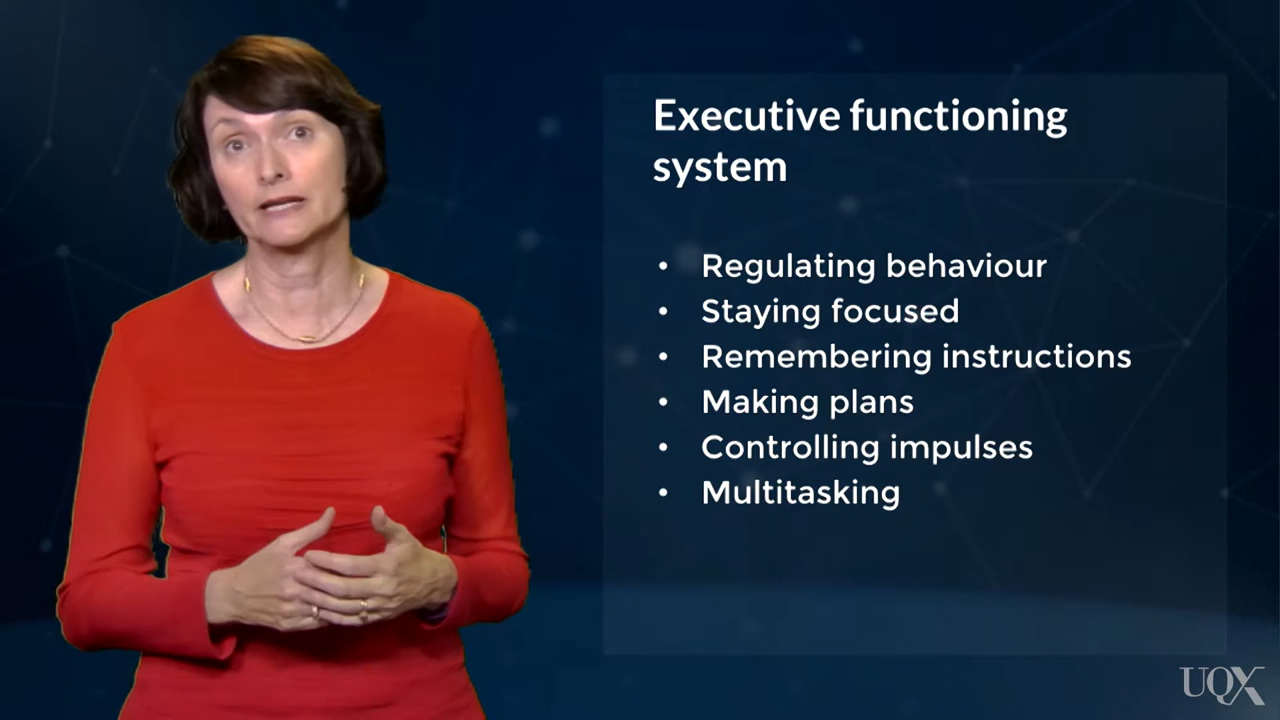 Executive functioning
system
• Regulating behaviour
• Staying focused
• Remembering instructions
• Making plans
• Controlling impulses
• Multitasking
UQX